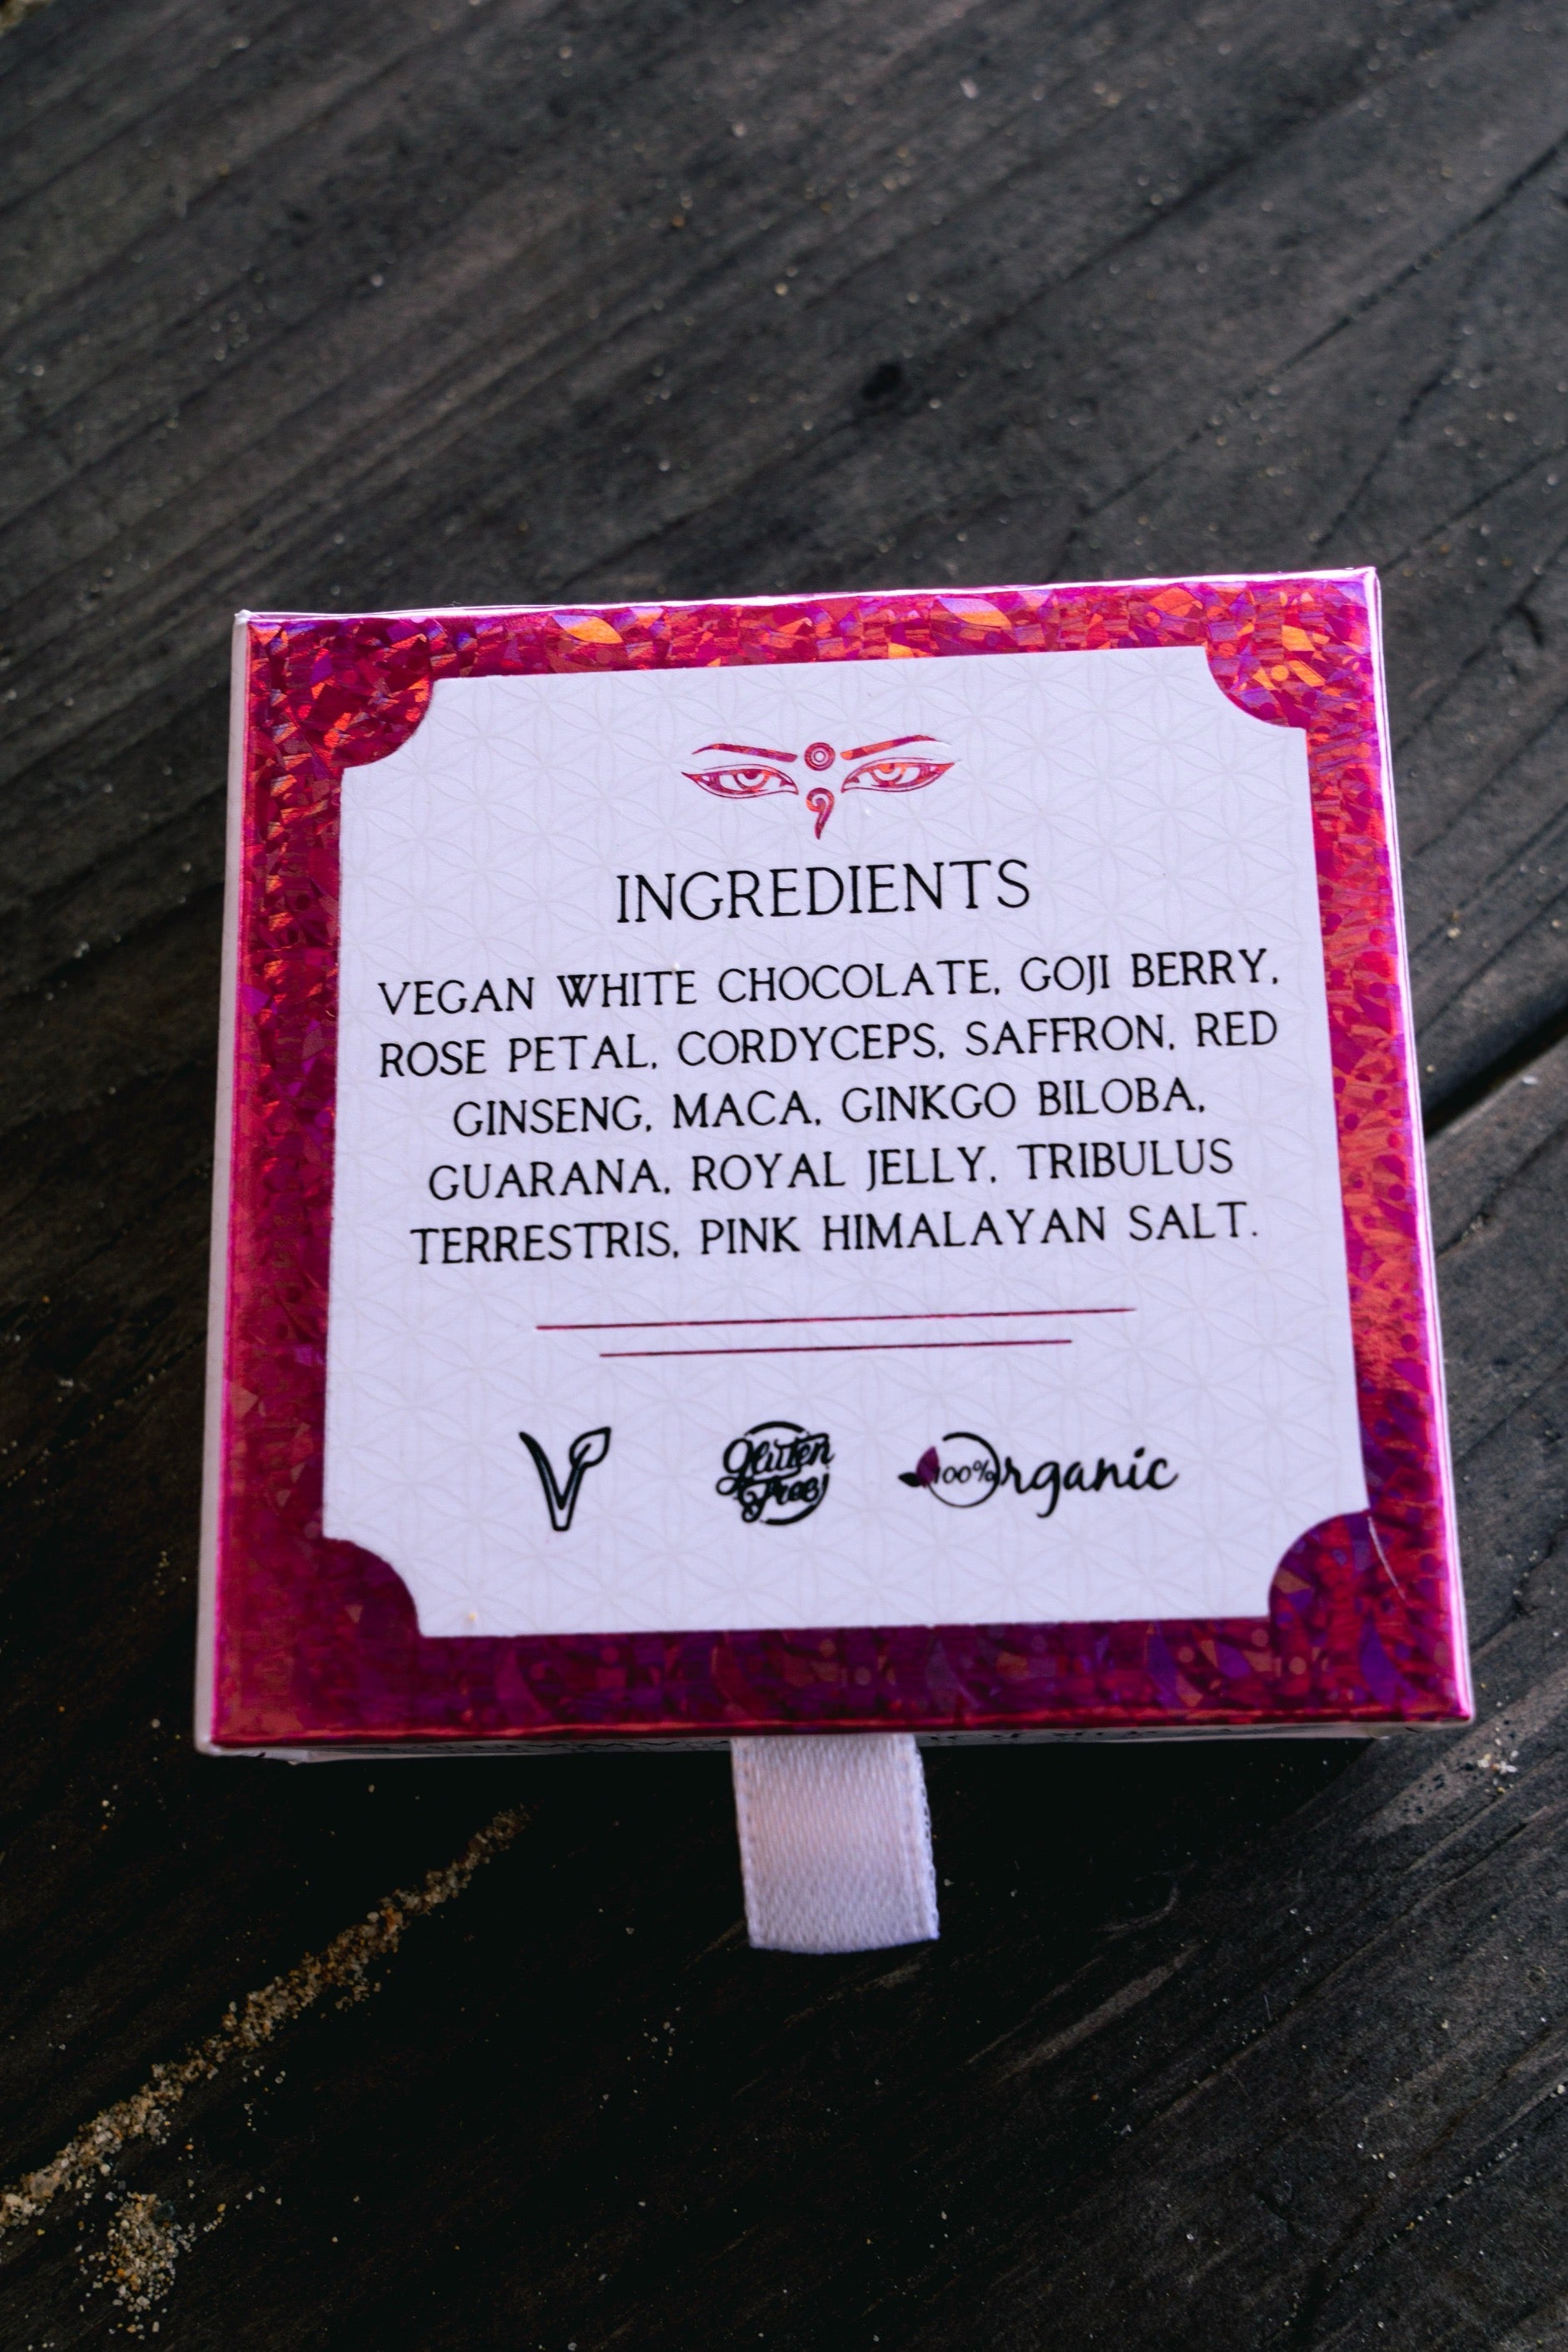 INGREDIENTS
VEGAN WHITE CHOCOLATE, GOJI BERRY,
ROSE PETAL, CORDYCEPS, SAFFRON, RED
GINSENG, MACA, GINKGO BILOBA,
GUARANA, ROYAL JELLY, TRIBULUS
TERRESTRIS, PINK HIMALAYAN SALT.
V
Gluten
Free
100% Organic